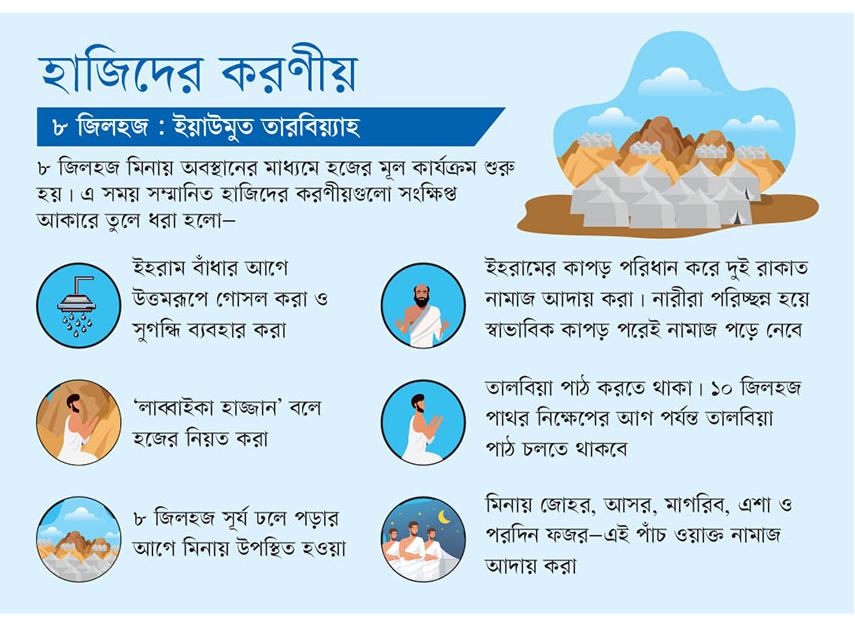 হাজিদের করণীয়
৮ জিলহজ : ইয়াউমুত তারবিয়্যাহ
৮ জিলহজ মিনায় অবস্থানের মাধ্যমে হজের মূল কার্যক্রম শুরু
হয়। এ সময় সম্মানিত হাজিদের করণীয়গুলো সংক্ষিপ্ত
আকারে তুলে ধরা হলো–
ইহরাম বাঁধার আগে
উত্তমরূপে গোসল করা ও
সুগন্ধি ব্যবহার করা
ইহরামের কাপড় পরিধান করে দুই রাকাত
নামাজ আদায় করা। নারীরা পরিচ্ছন্ন হয়ে
স্বাভাবিক কাপড় পরেই নামাজ পড়ে নেবে
‘লাব্বাইকা হাজ্জান’ বলে
হজের নিয়ত করা
তালবিয়া পাঠ করতে থাকা। ১০ জিলহজ
পাথর নিক্ষেপের আগ পর্যন্ত তালবিয়া
পাঠ চলতে থাকবে
৮ জিলহজ সূর্য ঢলে পড়ার
আগে মিনায় উপস্থিত হওয়া
মিনায় জোহর, আসর, মাগরিব, এশা ও
পরদিন ফজর–এই পাঁচ ওয়াক্ত নামাজ
আদায় করা